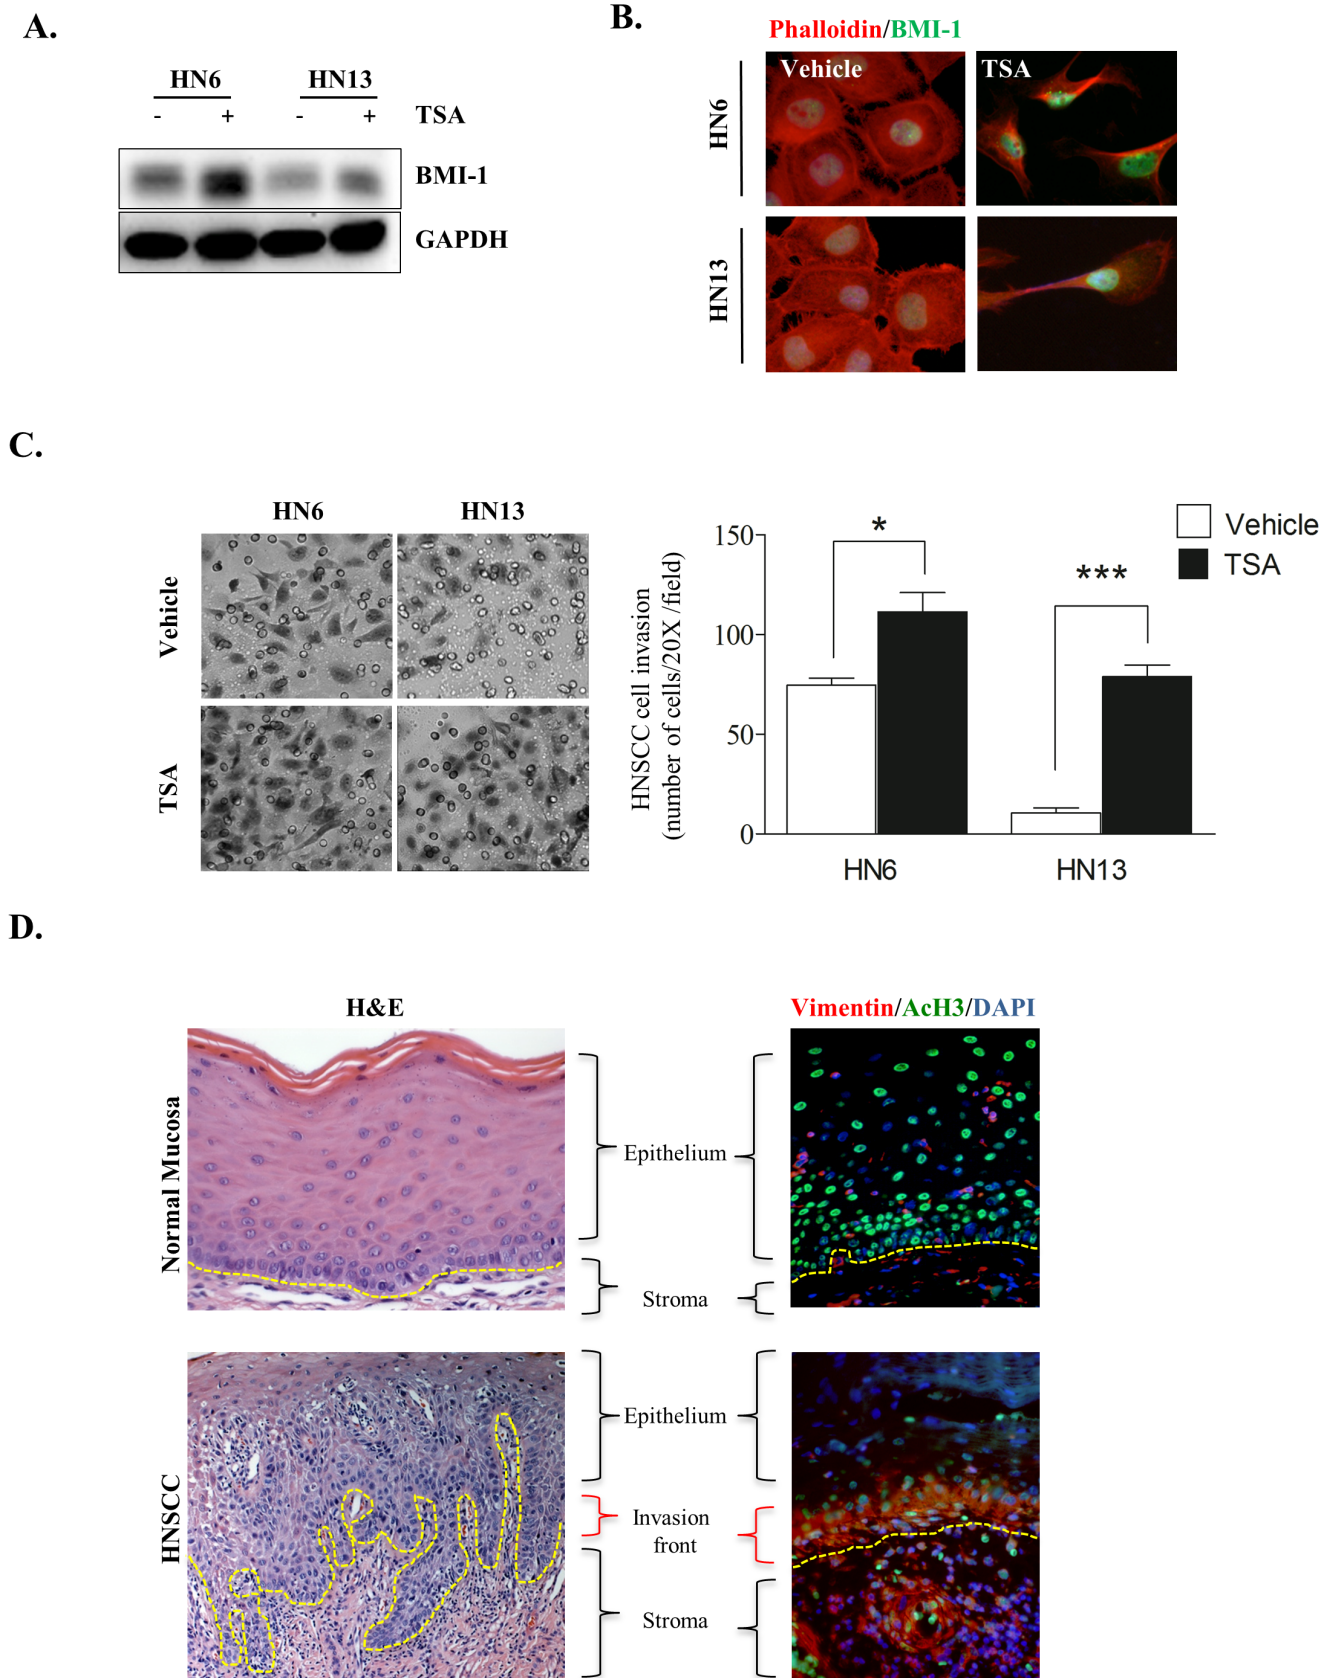 A.
HN6 HN13
- + - + TSA
BMI-1
GAPDH
B.
Phalloidin/BMI-1
Vehicle TSA
HN6
HN13
C.
HN6 HN13
Vehicle
TSA
HNSCC cell invasion
(number of cells/20X /field)
150
100
50
0
*
***
HN6 HN13
Vehicle
TSA
D.
H&E
Vimentin/AcH3/DAPI
Normal Mucosa
Epithelium
Stroma
HNSCC
Epithelium
Invasion
front
Stroma